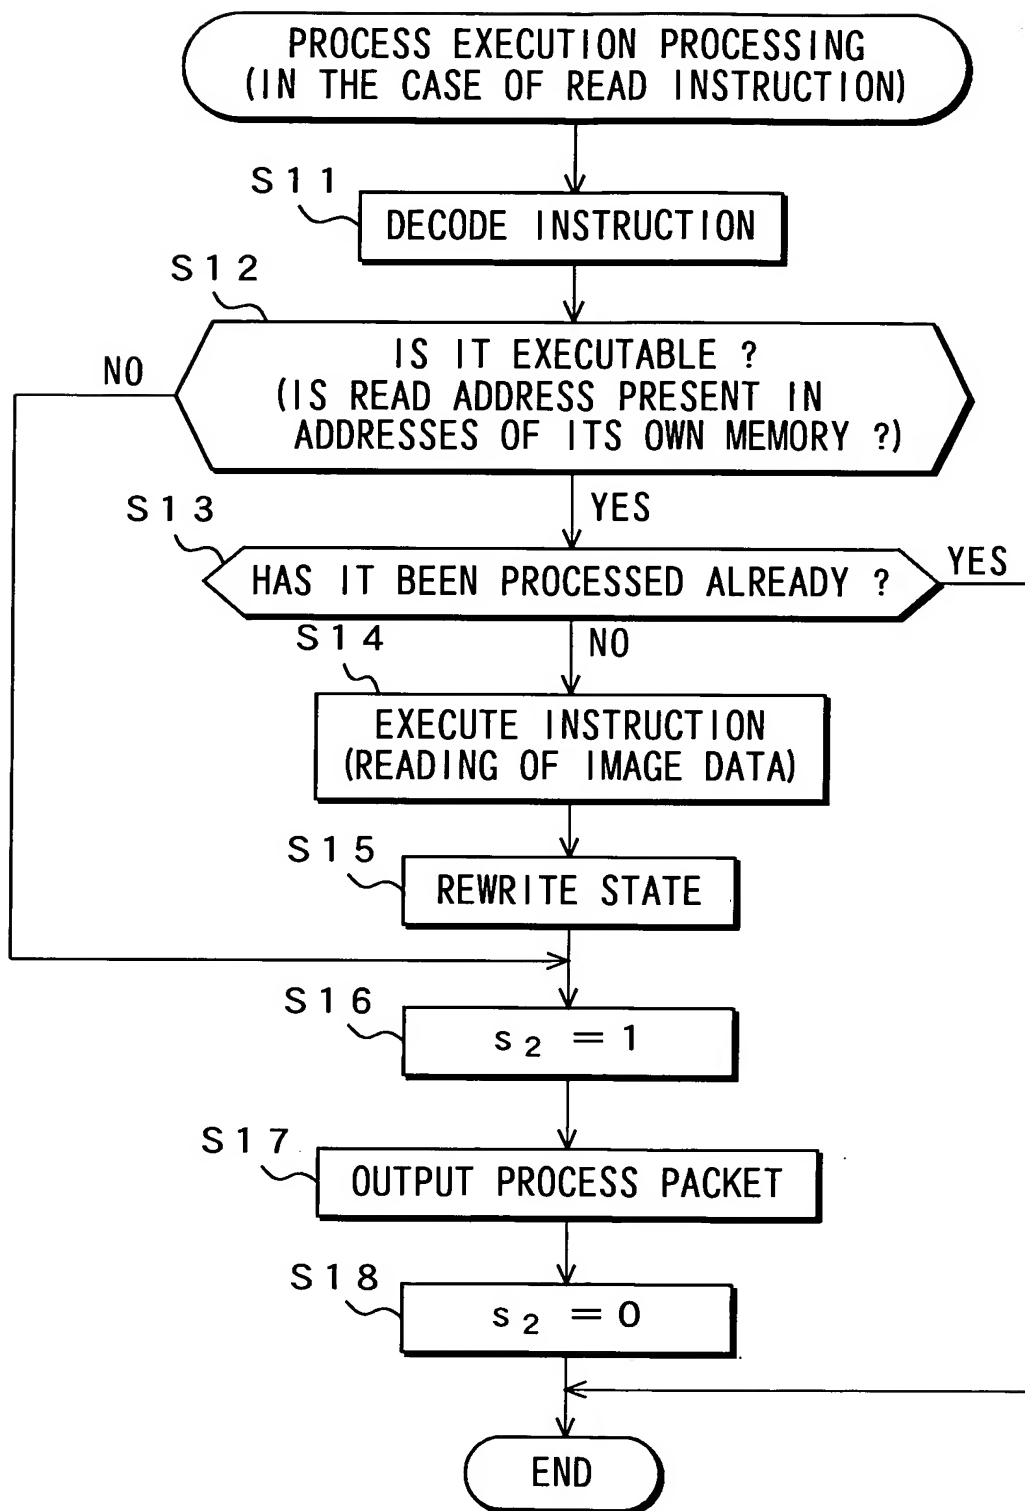 PROCESS EXECUTION PROCESSING
(IN THE CASE OF READ INSTRUCTION)
S11
DECODE INSTRUCTION
S12
NO
IS IT EXECUTABLE ?
(IS READ ADDRESS PRESENT IN
ADDRESSES OF ITS OWN MEMORY ?)
YES
S13
HAS IT BEEN PROCESSED ALREADY ?
YES
NO
S14
EXECUTE INSTRUCTION
(READING OF IMAGE DATA)
S15
REWRITE STATE
S16
s₂ = 1
S17
OUTPUT PROCESS PACKET
S18
s₂ = 0
END